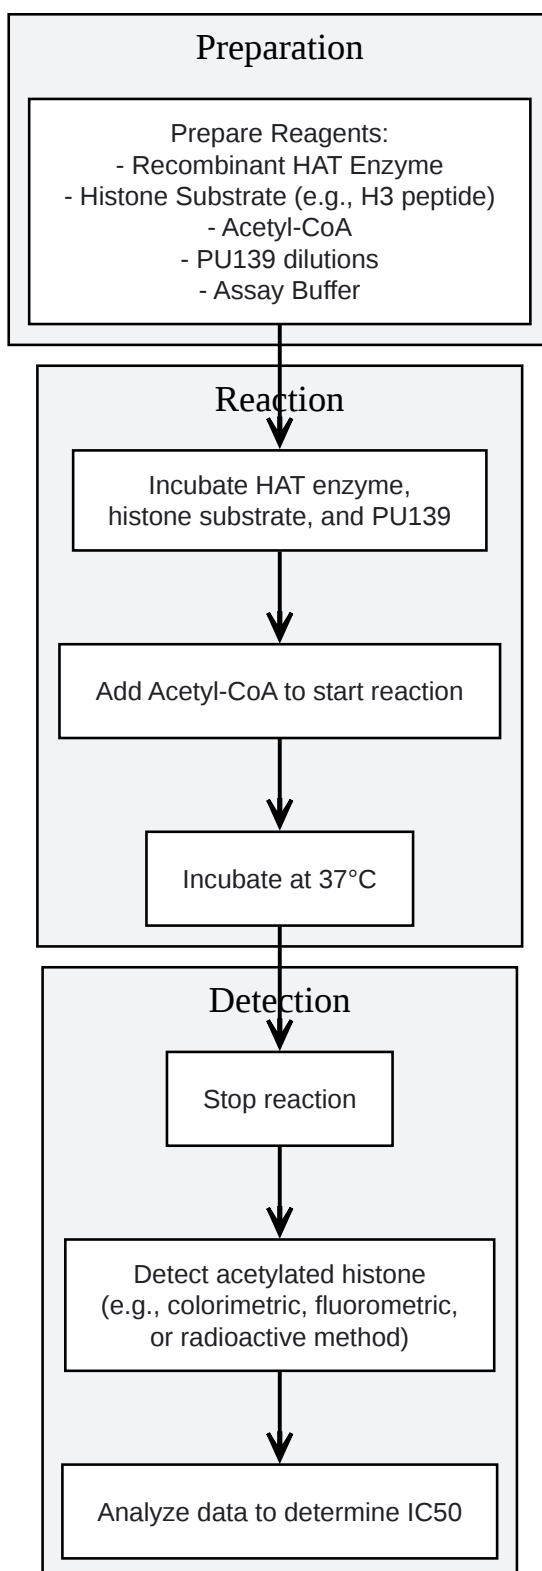 Preparation
Prepare Reagents:
- Recombinant HAT Enzyme
- Histone Substrate (e.g., H3 peptide)
- Acetyl-CoA
- PU139 dilutions
- Assay Buffer
Reaction
Incubate HAT enzyme,
histone substrate, and PU139
Add Acetyl-CoA to start reaction
Incubate at 37°C
Detection
Stop reaction
Detect acetylated histone
(e.g., colorimetric, fluorometric,
or radioactive method)
Analyze data to determine IC50